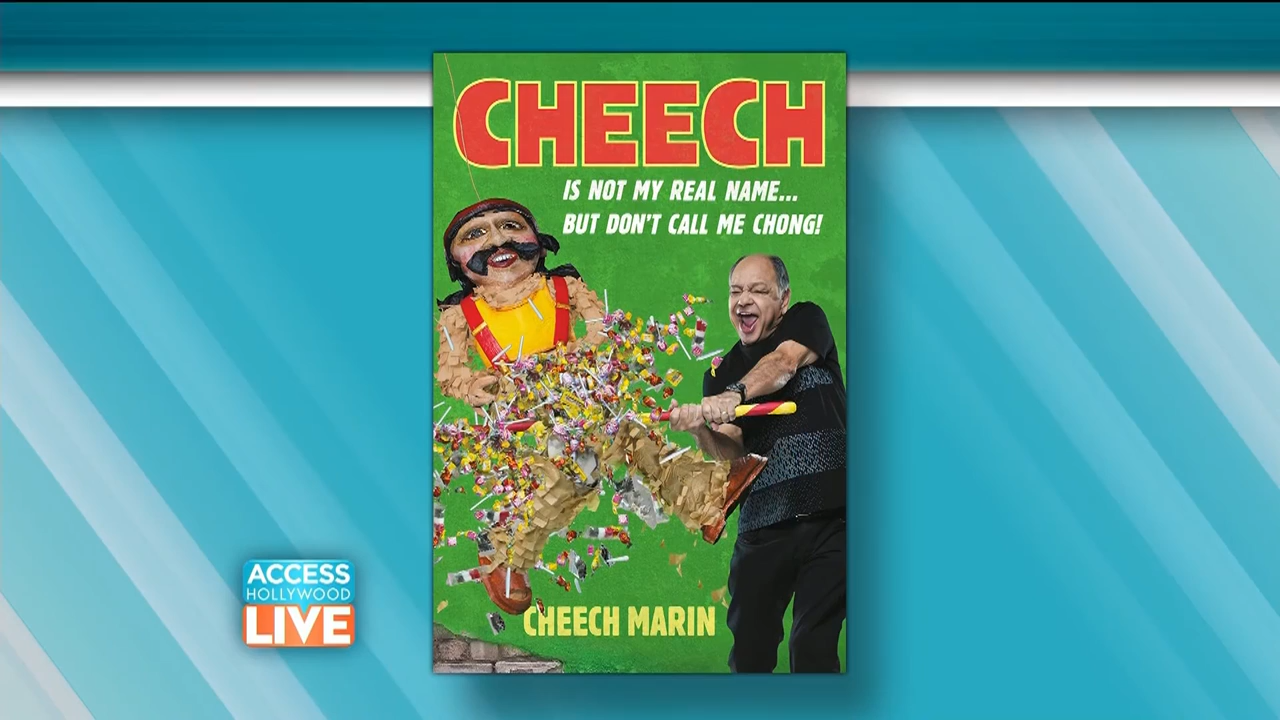 CHEECH
IS NOT MY REAL NAME...
BUT DON'T CALL ME CHONG!
CHEECH MARIN
ACCESS
HOLLYWOOD
LIVE